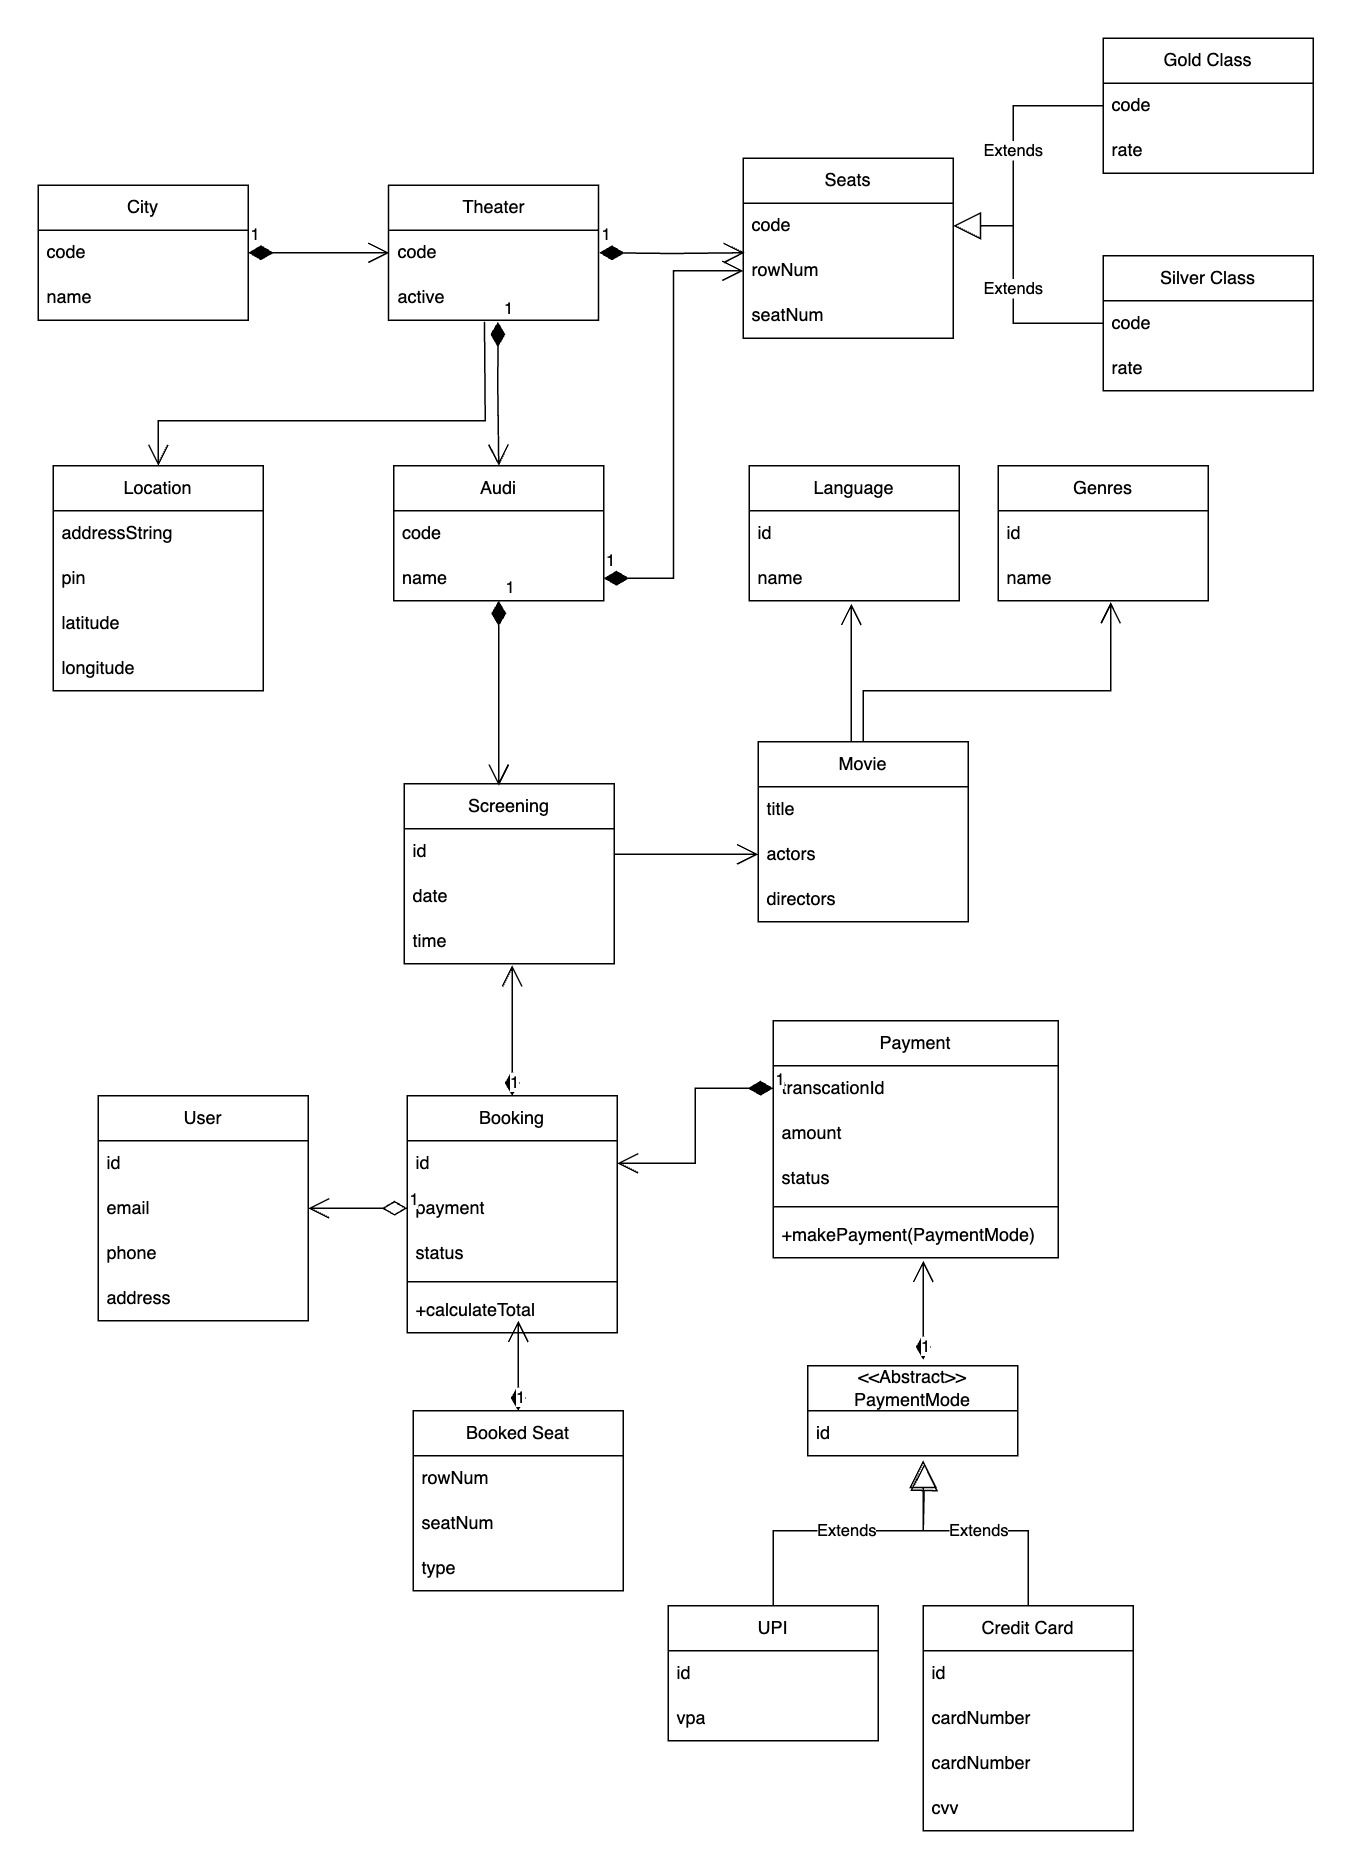 Gold Class
code
rate
Extends
Seats
code
rowNum
seatNum
City
code
name
1
Theater
code
active
1
1
Extends
Silver Class
code
rate
Location
addressString
pin
latitude
longitude
Audi
code
name
1
1
Language
id
name
Genres
id
name
Movie
title
actors
directors
Screening
id
date
time
1
Payment
transcationId
amount
status
+makePayment(PaymentMode)
1
User
id
email
phone
address
Booking
id
payment
status
+calculateTotal
1
1
Booked Seat
rowNum
seatNum
type
1
<<Abstract>>
PaymentMode
id
Extends
Extends
UPI
id
vpa
Credit Card
id
cardNumber
cardNumber
cvv